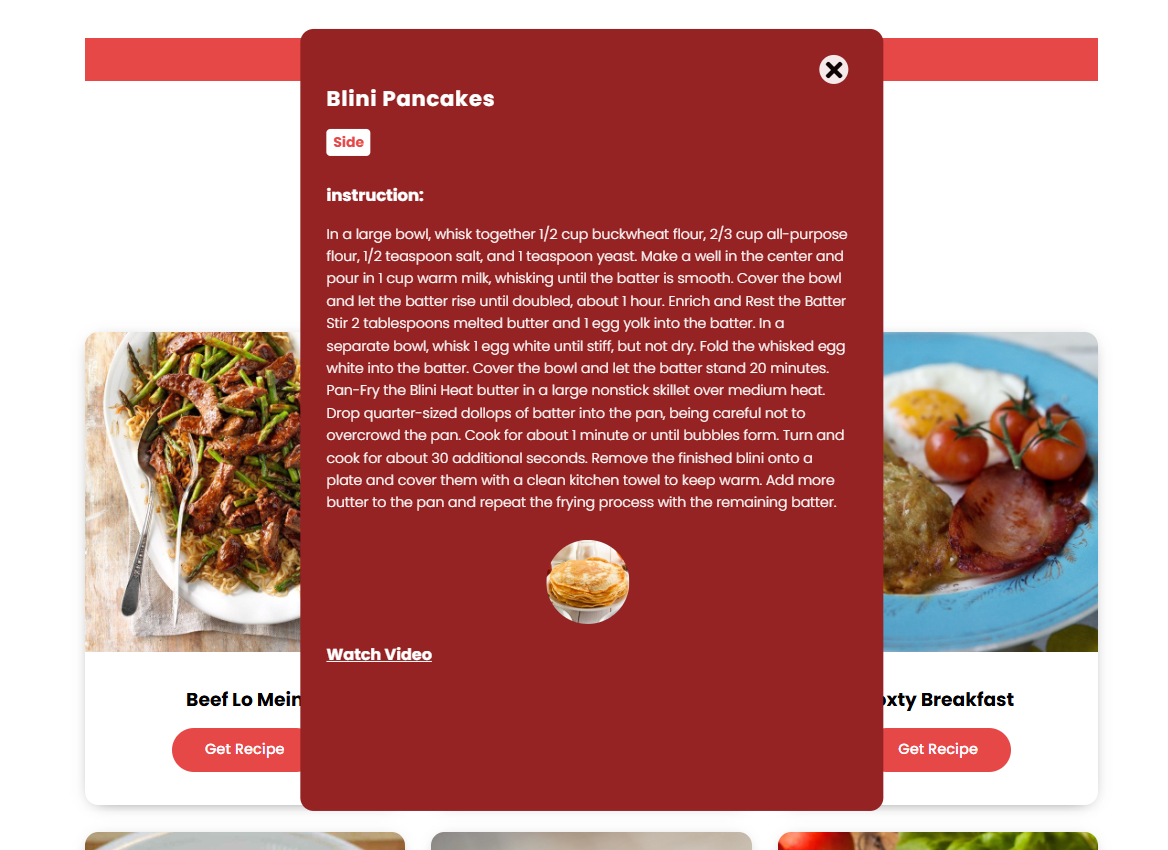 Blini Pancakes
Side
instruction:
In a large bowl, whisk together 1/2 cup buckwheat flour, 2/3 cup all-purpose
flour, 1/2 teaspoon salt, and 1 teaspoon yeast. Make a well in the center and
pour in 1 cup warm milk, whisking until the batter is smooth. Cover the bowl
and let the batter rise until doubled, about 1 hour. Enrich and Rest the Batter
Stir 2 tablespoons melted butter and 1 egg yolk into the batter. In a
separate bowl, whisk 1 egg white until stiff, but not dry. Fold the whisked egg
white into the batter. Cover the bowl and let the batter stand 20 minutes.
Pan-Fry the Blini Heat butter in a large nonstick skillet over medium heat.
Drop quarter-sized dollops of batter into the pan, being careful not to
overcrowd the pan. Cook for about 1 minute or until bubbles form. Turn and
cook for about 30 additional seconds. Remove the finished blini onto a
plate and cover them with a clean kitchen towel to keep warm. Add more
butter to the pan and repeat the frying process with the remaining batter.
Watch Video
Beef Lo Mein
Get Recipe
oxty Breakfast
Get Recipe